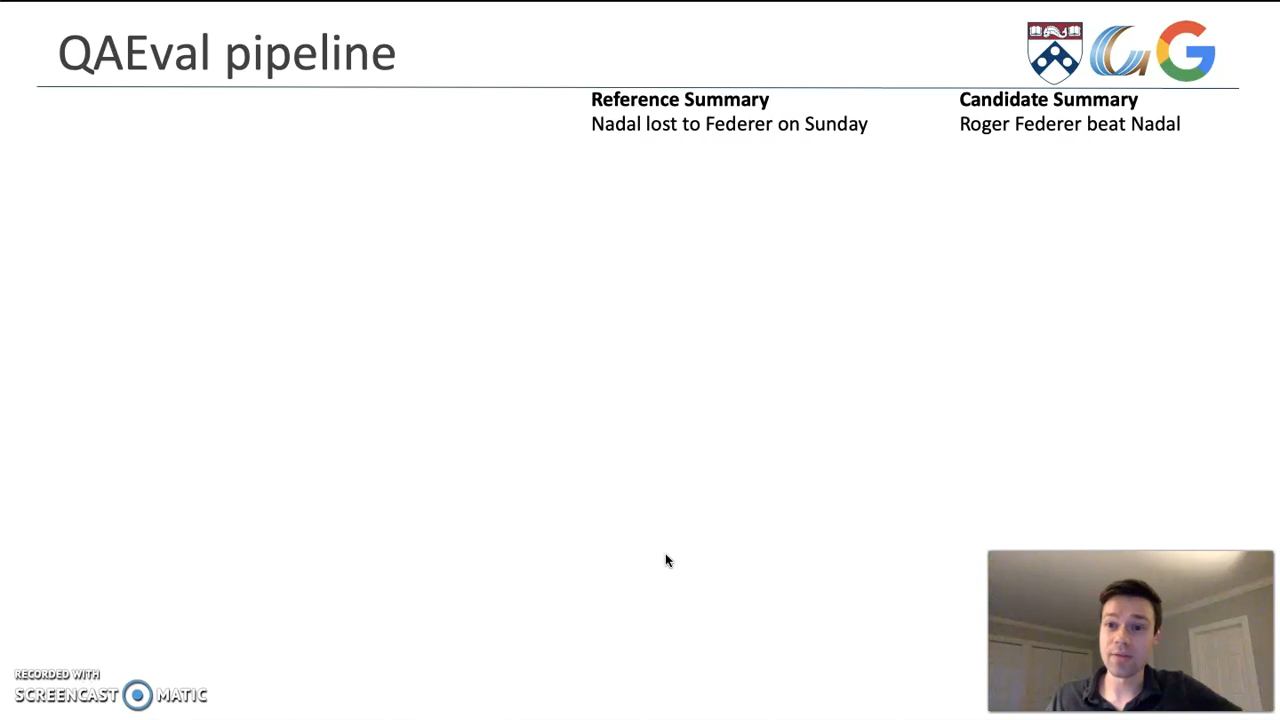 QAEval pipeline
Reference Summary
Nadal lost to Federer on Sunday
Candidate Summary
Roger Federer beat Nadal
RECORDED WITH
SCREENCAST MATIC